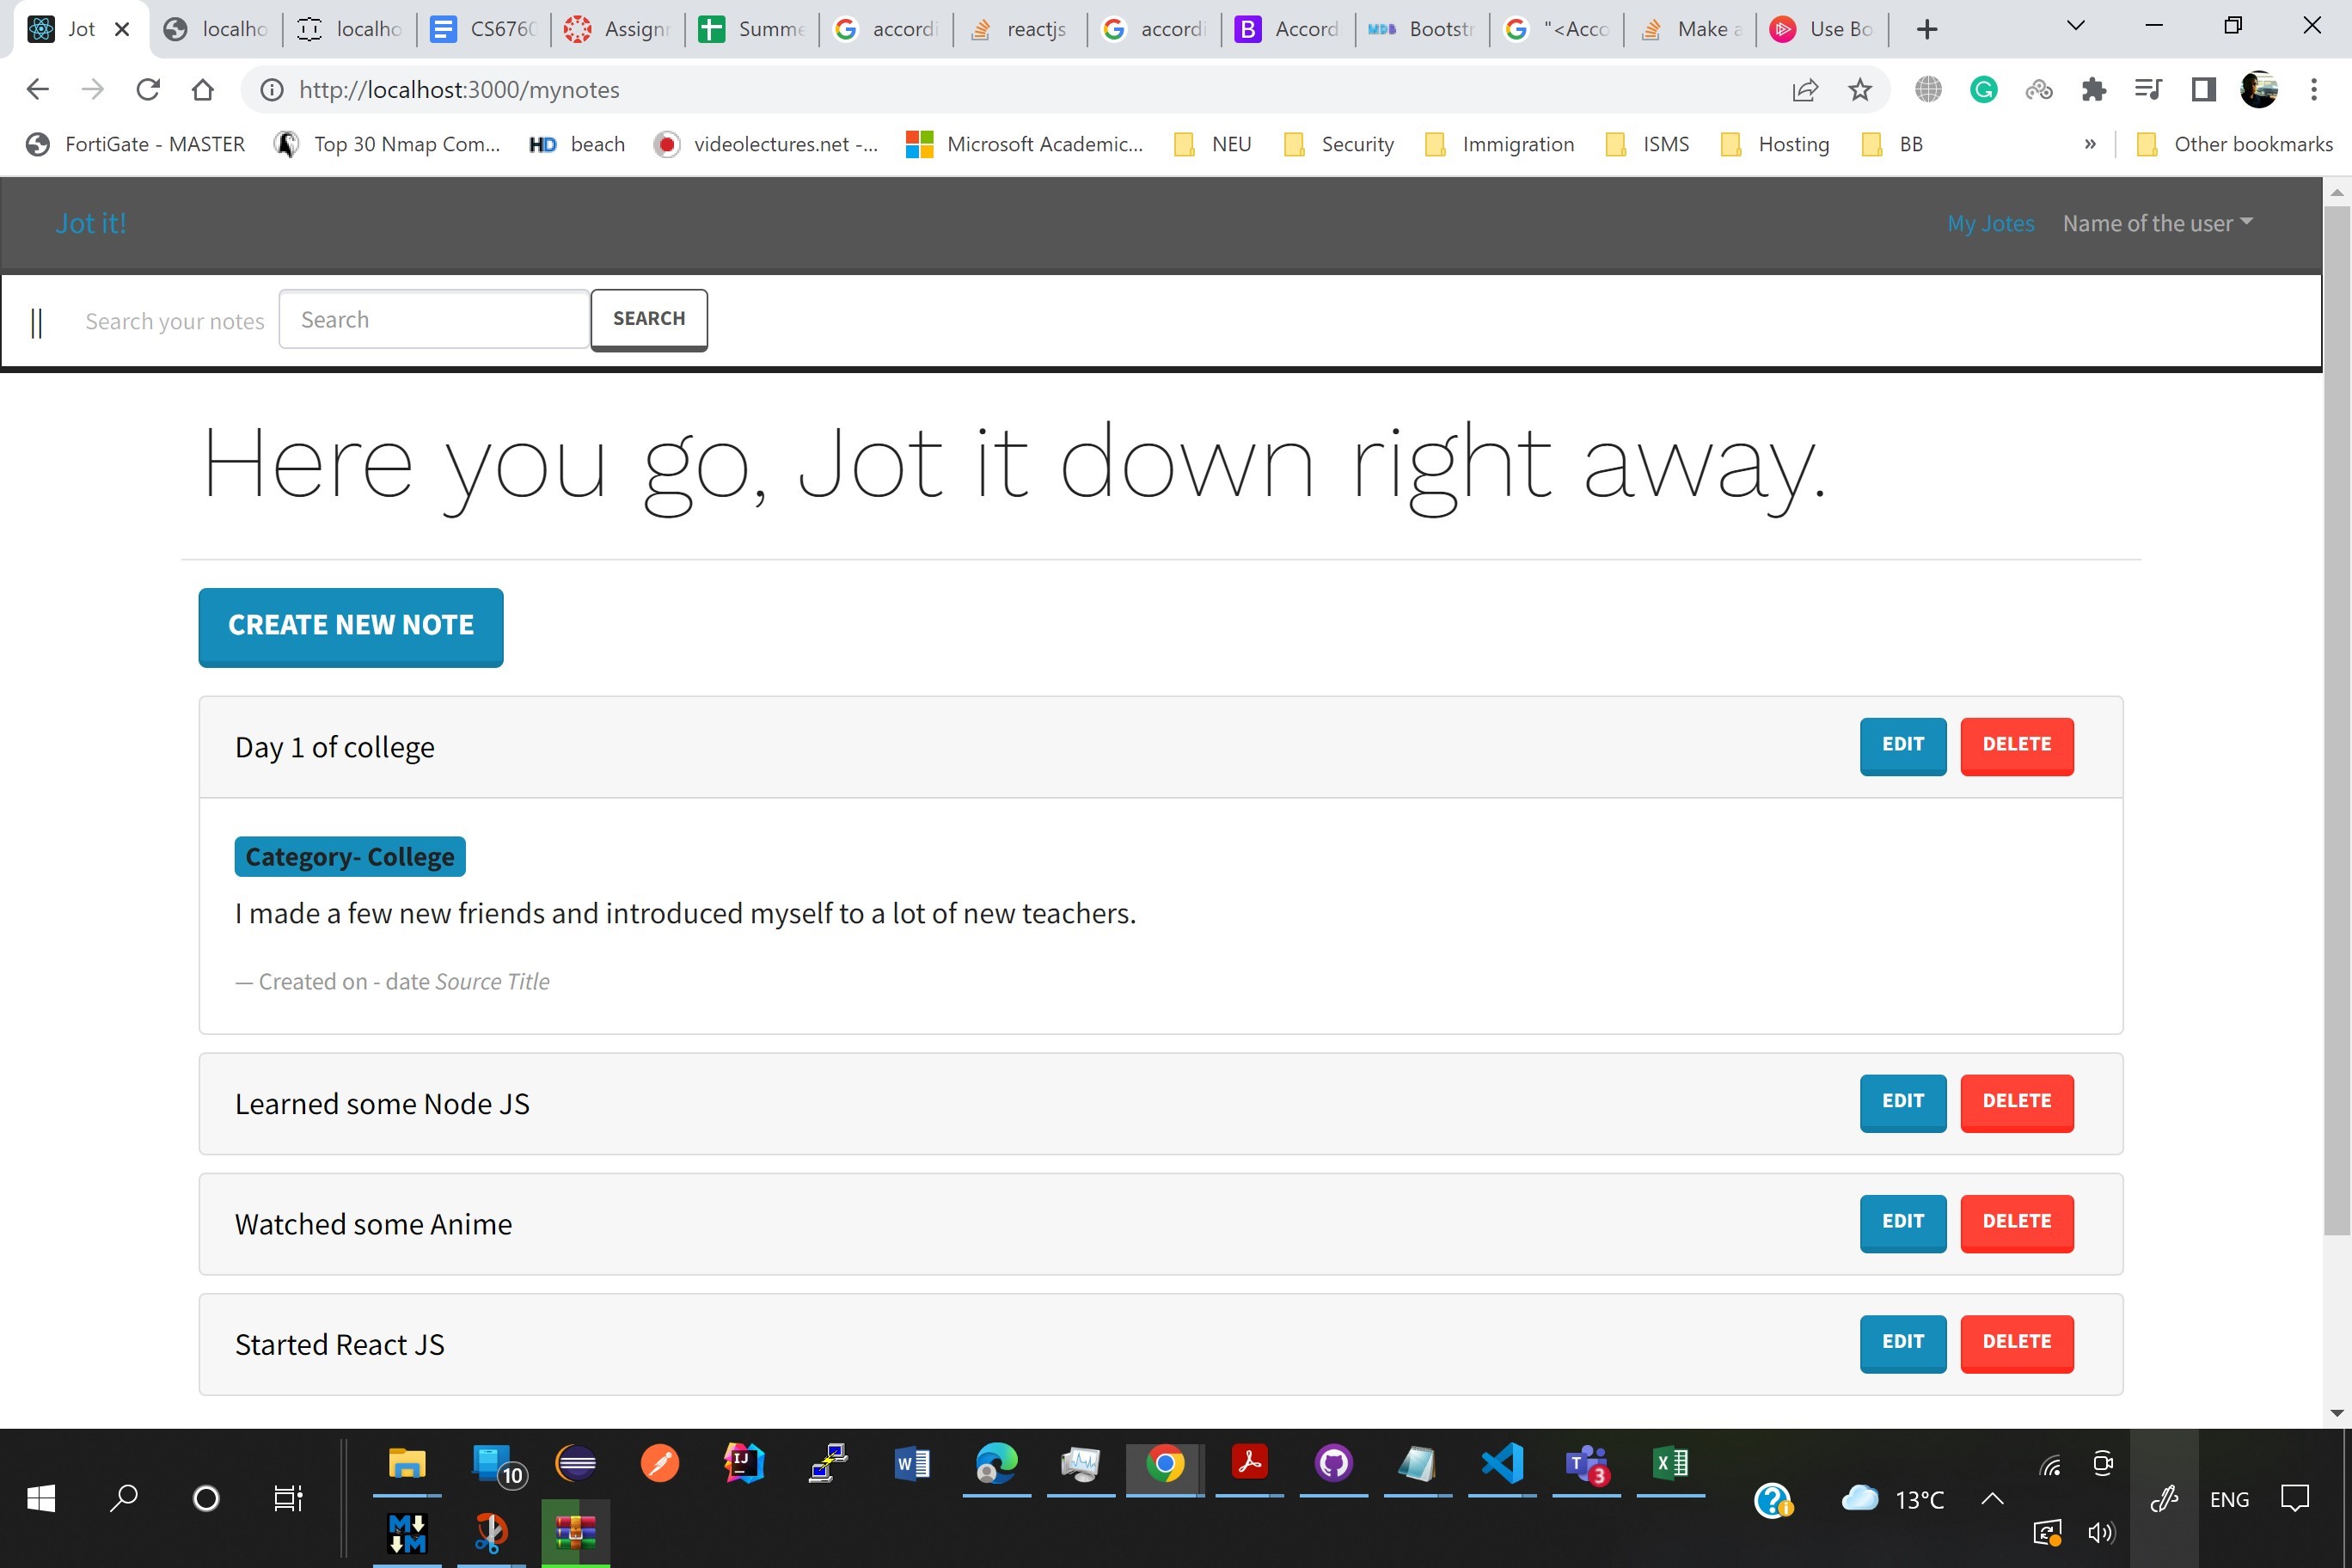 Jot
localho
localho
CS6760
Assignr
Summe
accordi
reactjs
accordi
Accord
Bootstr
"<Acco
Make a
Use Bo
http://localhost:3000/mynotes
FortiGate - MASTER
Top 30 Nmap Com...
HD beach
videolectures.net -...
Microsoft Academic...
NEU
Security
Immigration
ISMS
Hosting
BB
»
Other bookmarks
Jot it!
My Jotes
Name of the user
||
Search your notes
Search
SEARCH
Here you go, Jot it down right away.
CREATE NEW NOTE
Day 1 of college
EDIT
DELETE
Category- College
I made a few new friends and introduced myself to a lot of new teachers.
— Created on - date Source Title
Learned some Node JS
EDIT
DELETE
Watched some Anime
EDIT
DELETE
Started React JS
EDIT
DELETE
10
3
13°C
ENG